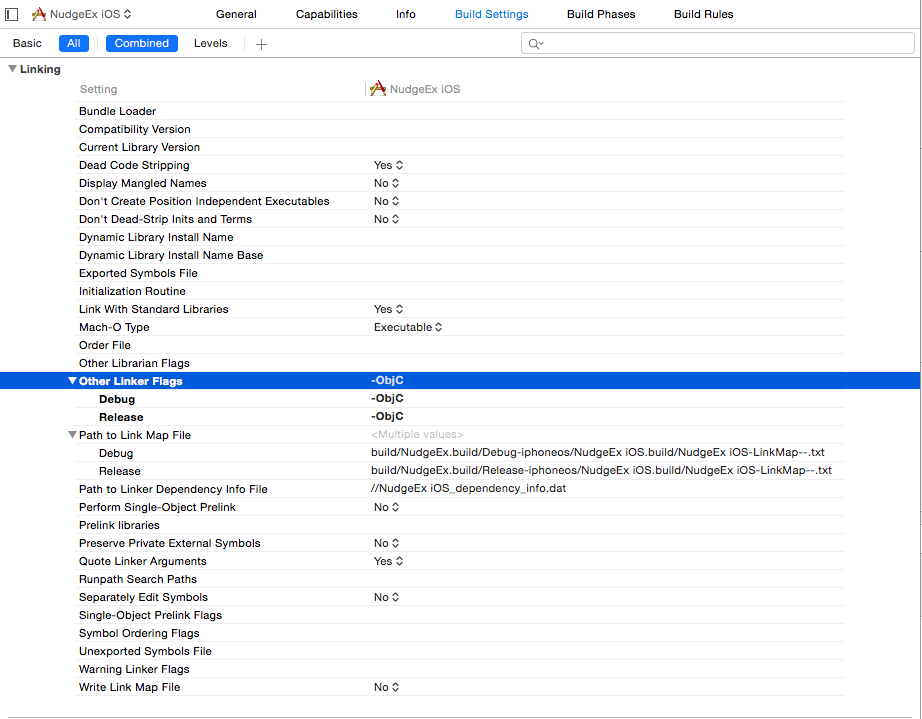 NudgeEx iOS General Capabilities Info Build Settings Build Phases Build Rules
Basic All Combined Levels
Linking
Setting NudgeEx iOS
Bundle Loader
Compatibility Version
Current Library Version
Dead Code Stripping Yes
Display Mangled Names No
Don't Create Position Independent Executables No
Don't Dead-Strip Inits and Terms No
Dynamic Library Install Name
Dynamic Library Install Name Base
Exported Symbols File
Initialization Routine
Link With Standard Libraries Yes
Mach-O Type Executable
Order File
Other Librarian Flags
Other Linker Flags -ObjC
Debug -ObjC
Release -ObjC
Path to Link Map File <Multiple values>
Debug build/NudgeEx.build/Debug-iphoneos/NudgeEx iOS.build/NudgeEx iOS-LinkMap--.txt
Release build/NudgeEx.build/Release-iphoneos/NudgeEx iOS.build/NudgeEx iOS-LinkMap--.txt
Path to Linker Dependency Info File //NudgeEx iOS_dependency_info.dat
Perform Single-Object Prelink No
Prelink libraries
Preserve Private External Symbols No
Quote Linker Arguments Yes
Runpath Search Paths
Separately Edit Symbols No
Single-Object Prelink Flags
Symbol Ordering Flags
Unexported Symbols File
Warning Linker Flags
Write Link Map File No